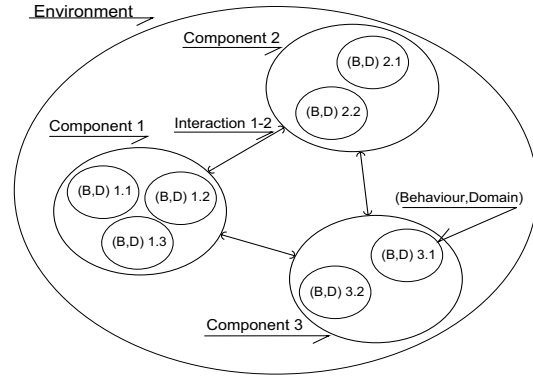 Environment
Component 2
(B,D) 2.1
(B,D) 2.2
Component 1
Interaction 1-2
(B,D) 1.1
(B,D) 1.2
(B,D) 1.3
(Behaviour,Domain)
(B,D) 3.1
(B,D) 3.2
Component 3